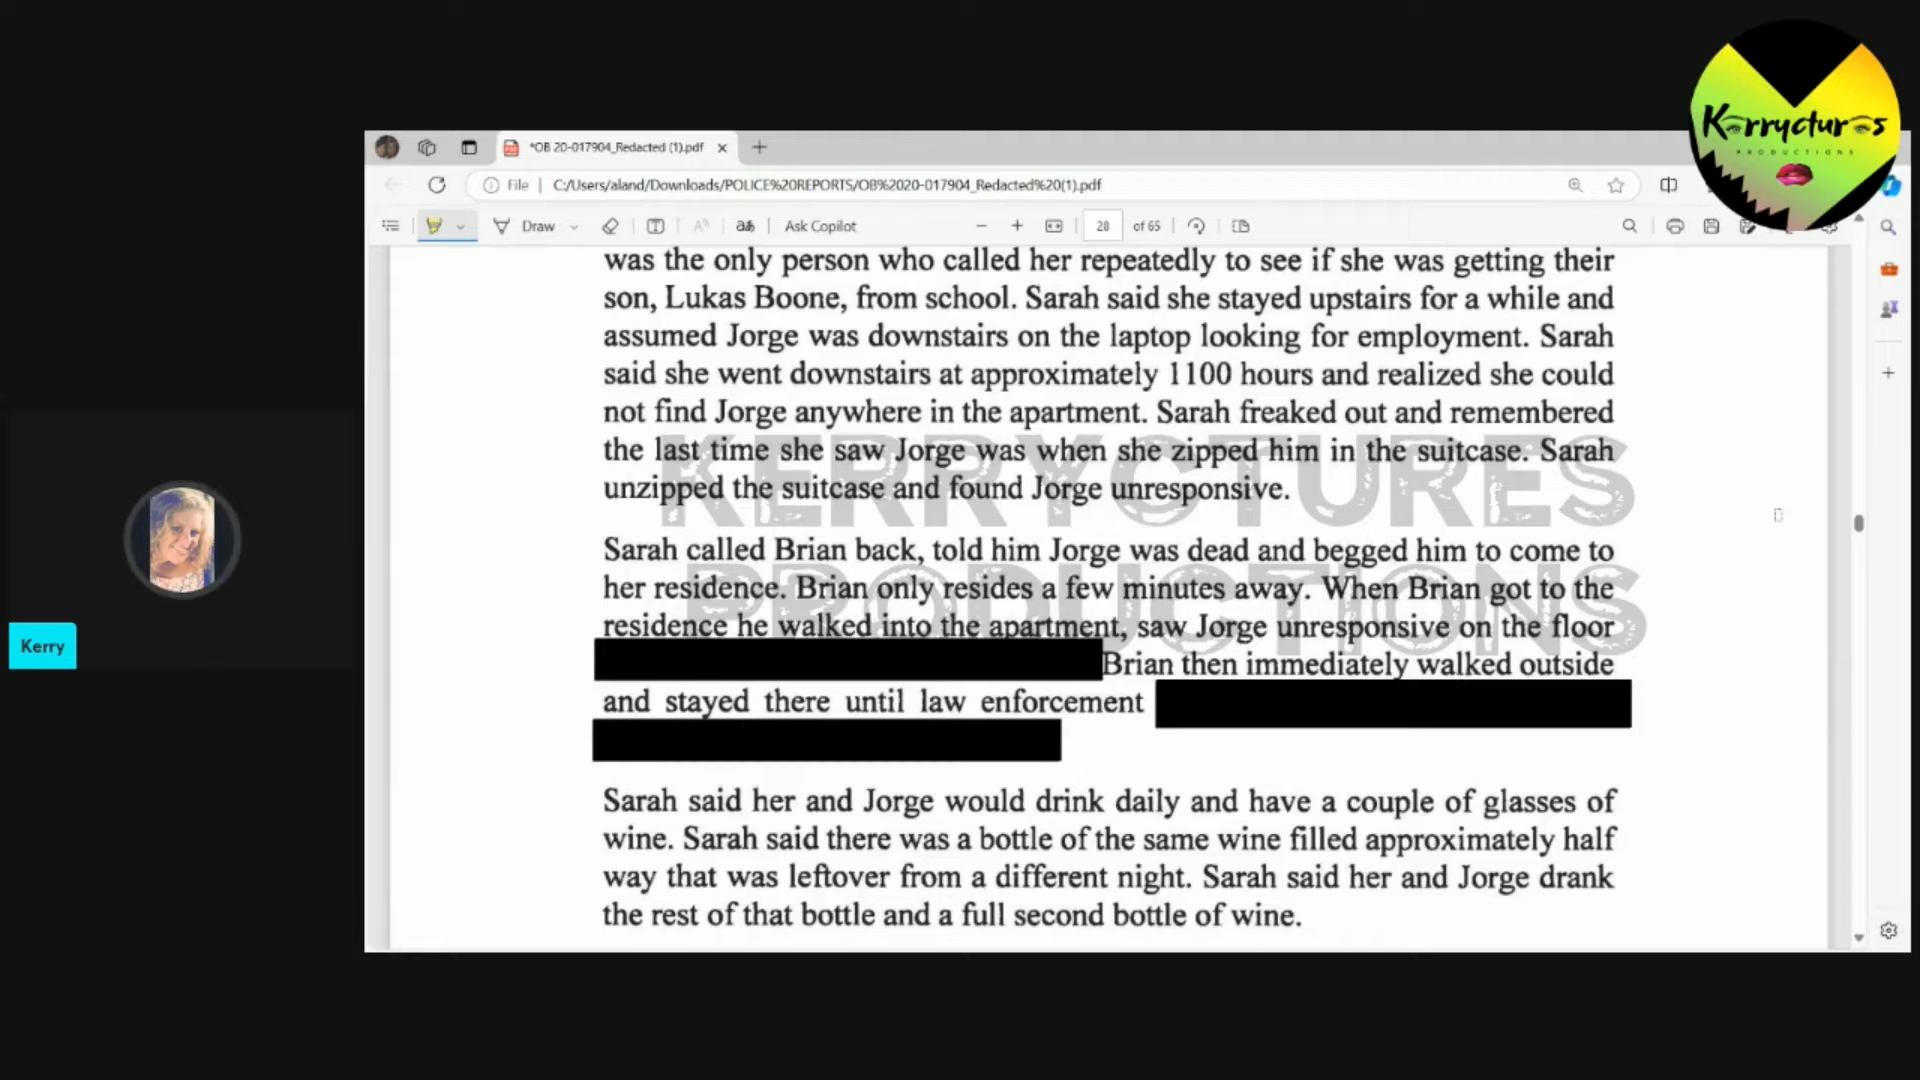 Kerryctures
PRODUCTIONS
*OB 20-017904_Redacted (1).pdf
File
C:/Users/aland/Downloads/POLICE%20REPORTS/OB%2020-017904_Redacted%20(1).pdf
Draw
Ask Copilot
28 of 65
was the only person who called her repeatedly to see if she was getting their
son, Lukas Boone, from school. Sarah said she stayed upstairs for a while and
assumed Jorge was downstairs on the laptop looking for employment. Sarah
said she went downstairs at approximately 1100 hours and realized she could
not find Jorge anywhere in the apartment. Sarah freaked out and remembered
the last time she saw Jorge was when she zipped him in the suitcase. Sarah
unzipped the suitcase and found Jorge unresponsive.
KERRYCTURES
PRODUCTIONS
Sarah called Brian back, told him Jorge was dead and begged him to come to
her residence. Brian only resides a few minutes away. When Brian got to the
residence he walked into the apartment, saw Jorge unresponsive on the floor
Brian then immediately walked outside
and stayed there until law enforcement
Sarah said her and Jorge would drink daily and have a couple of glasses of
wine. Sarah said there was a bottle of the same wine filled approximately half
way that was leftover from a different night. Sarah said her and Jorge drank
the rest of that bottle and a full second bottle of wine.
Kerry